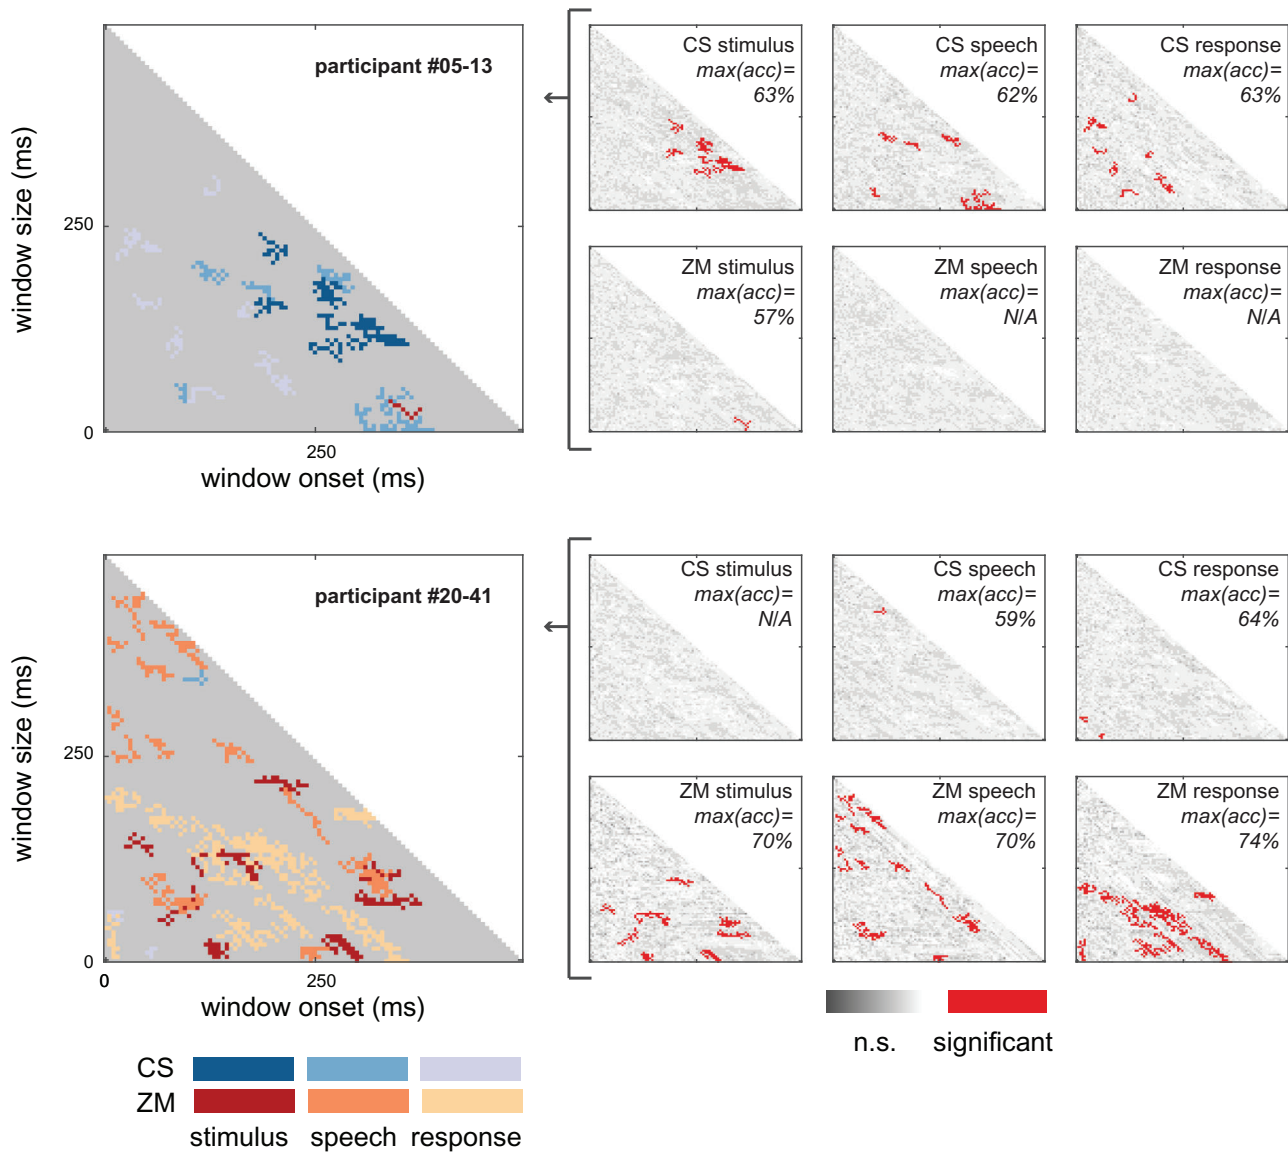 participant #05-13
window size (ms)
250
0
250
window onset (ms)
CS stimulus
max(acc)=
63%
CS speech
max(acc)=
62%
CS response
max(acc)=
63%
ZM stimulus
max(acc)=
57%
ZM speech
max(acc)=
N/A
ZM response
max(acc)=
N/A
participant #20-41
window size (ms)
250
0
0
250
window onset (ms)
CS stimulus
max(acc)=
N/A
CS speech
max(acc)=
59%
CS response
max(acc)=
64%
ZM stimulus
max(acc)=
70%
ZM speech
max(acc)=
70%
ZM response
max(acc)=
74%
n.s. significant
CS
ZM
stimulus speech response